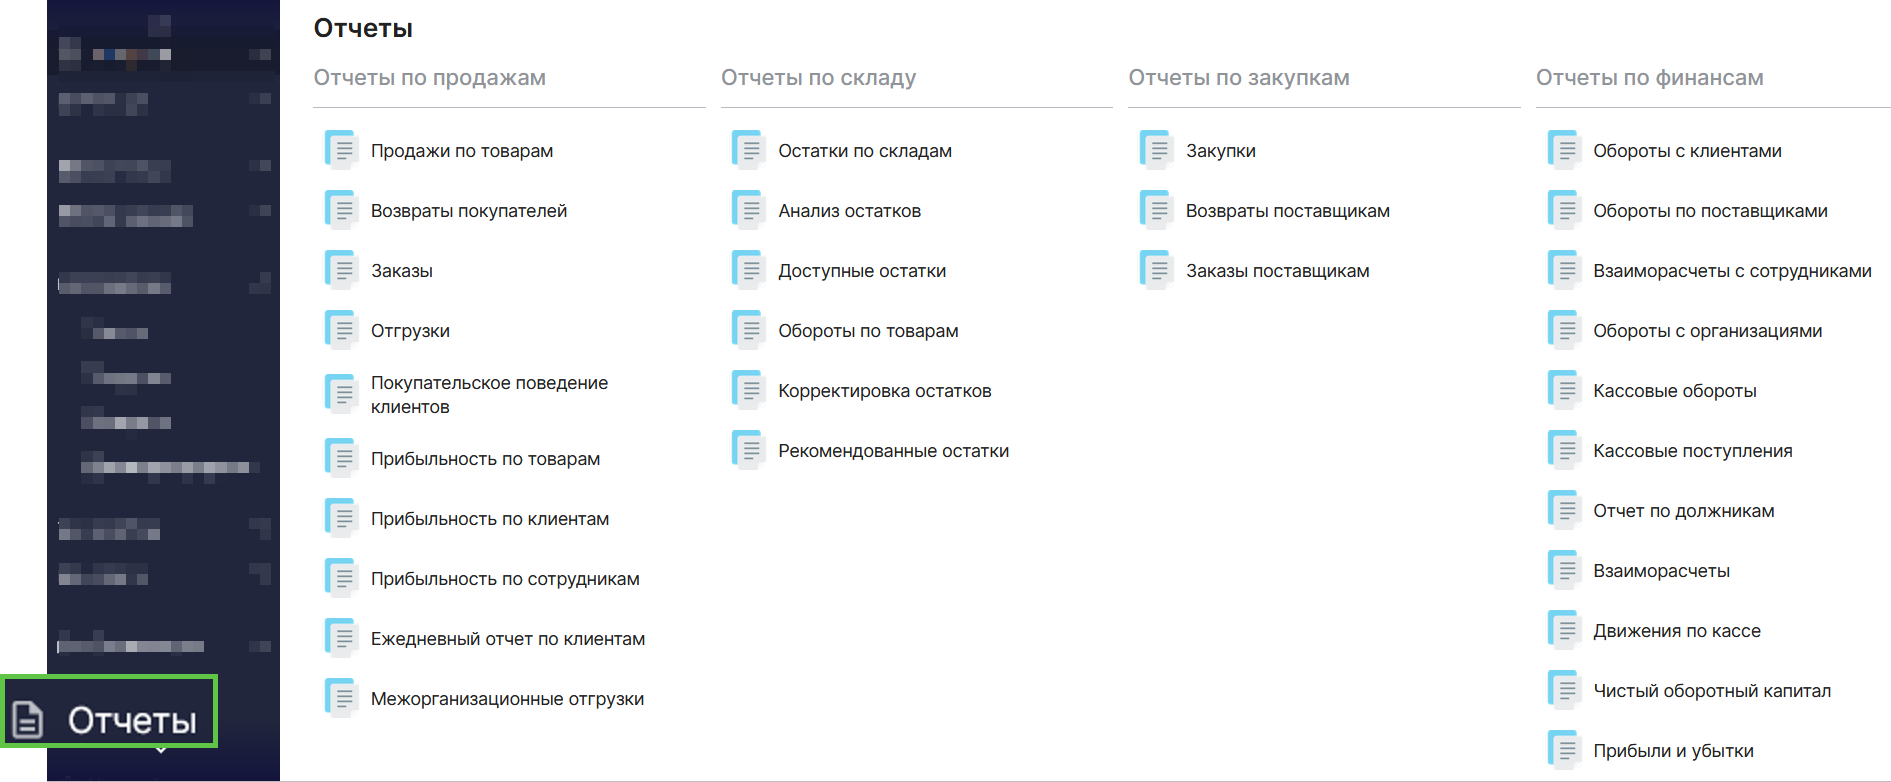 Отчеты
Отчеты по продажам
Продажи по товарам
Возвраты покупателей
Заказы
Отгрузки
Покупательское поведение
клиентов
Прибыльность по товарам
Прибыльность по клиентам
Прибыльность по сотрудникам
Ежедневный отчет по клиентам
Межорганизационные отгрузки
Отчеты по складу
Остатки по складам
Анализ остатков
Доступные остатки
Обороты по товарам
Корректировка остатков
Рекомендованные остатки
Отчеты по закупкам
Закупки
Возвраты поставщикам
Заказы поставщикам
Отчеты по финансам
Обороты с клиентами
Обороты по поставщиками
Взаиморасчеты с сотрудниками
Обороты с организациями
Кассовые обороты
Кассовые поступления
Отчет по должникам
Взаиморасчеты
Движения по кассе
Чистый оборотный капитал
Прибыли и убытки
Отчеты